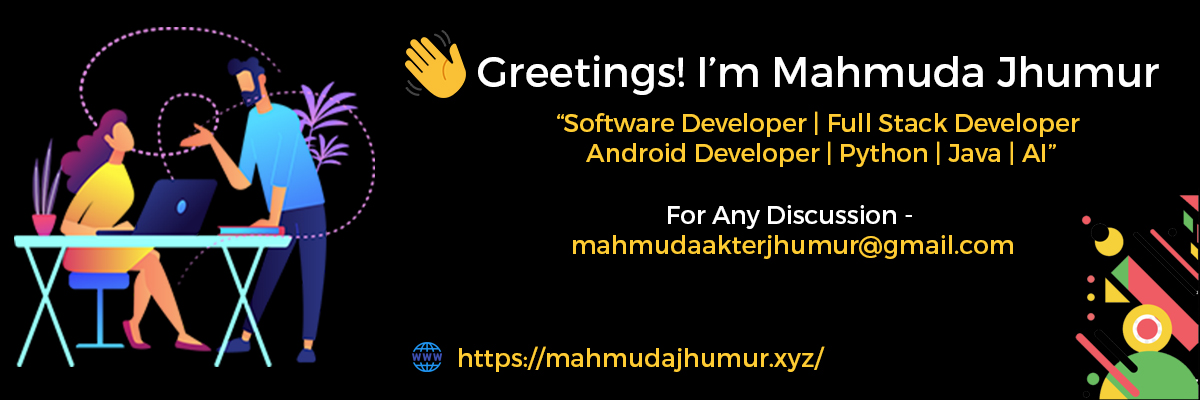 Greetings! I’m Mahmuda Jhumur
“Software Developer | Full Stack Developer
Android Developer | Python | Java | AI”
For Any Discussion -
mahmudaakterjhumur@gmail.com
WWW
https://mahmudajhumur.xyz/